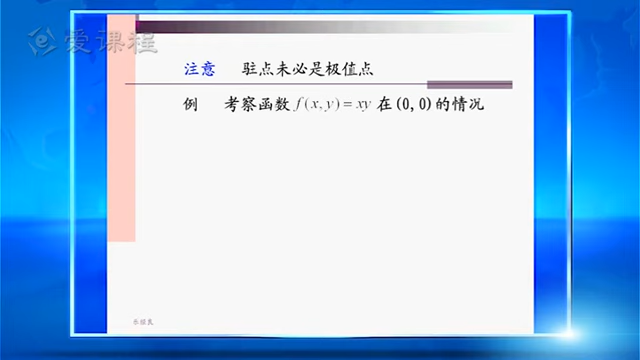 爱课程
注意 驻点未必是极值点
例 考察函数 f(x,y)=xy 在(0,0)的情况